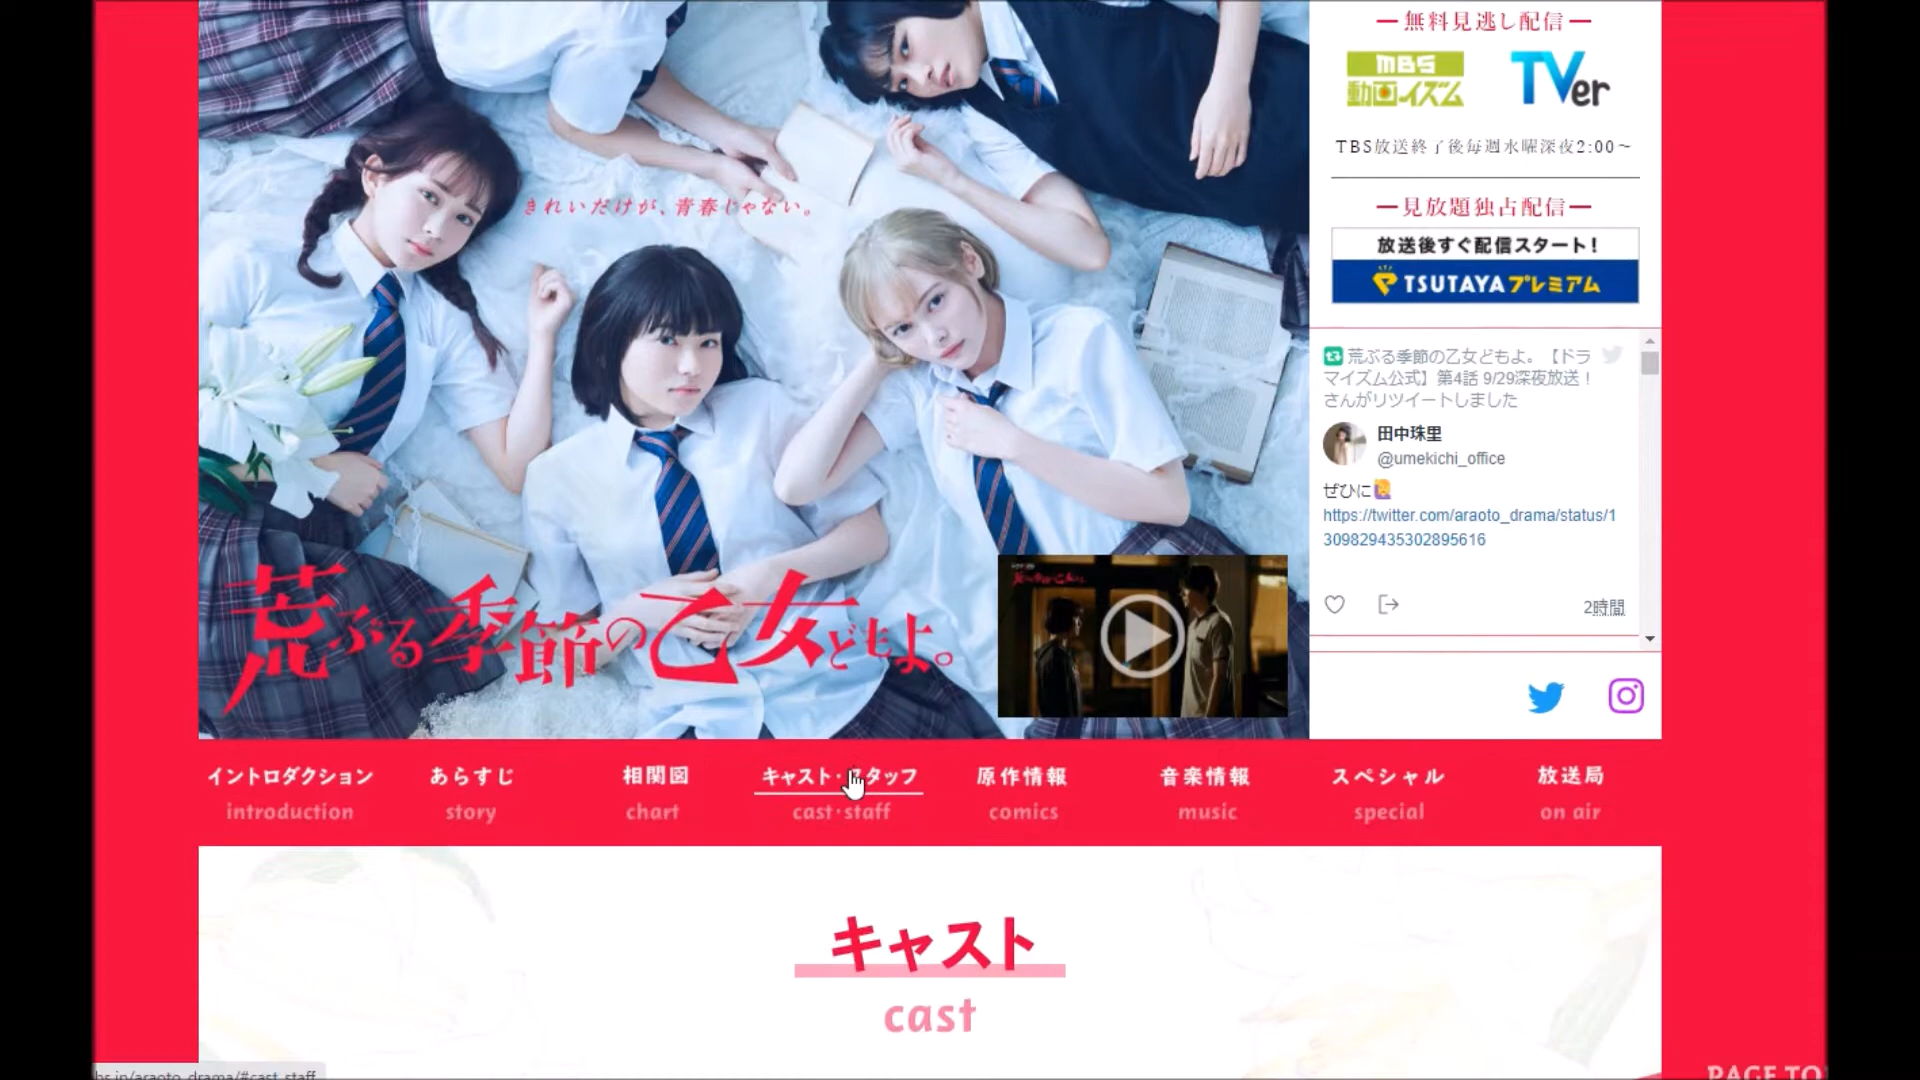 きれいだけが、青春じゃない。
荒ぶる季節の乙女どもよ。
ー無料見逃し配信ー
MBS
動画イズム
TVer
TBS放送終了後毎週水曜深夜2:00~
ー見放題独占配信ー
放送後すぐ配信スタート!
TSUTAYAプレミアム
荒ぶる季節の乙女どもよ。【ドラ
マイズム公式】第4話 9/29深夜放送!
さんがリツイートしました
田中珠里
@umekichi_office
ぜひに
https://twitter.com/araoto_drama/status/1
309829435302895616
2時間
イントロダクション
introduction
あらすじ
story
相関図
chart
キャスト・スタッフ
cast・staff
原作情報
comics
音楽情報
music
スペシャル
special
放送局
on air
キャスト
cast
bs.jp/araoto_drama/#cast_staff
PAGE TO